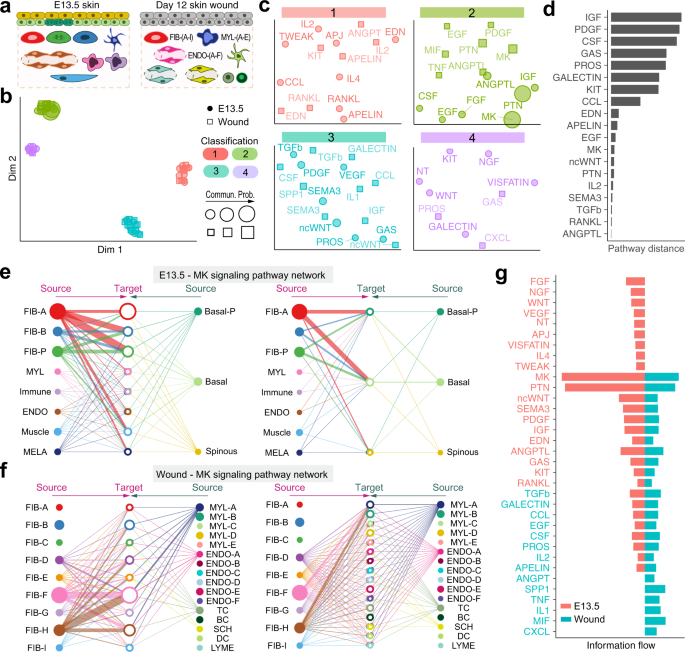 a
E13.5 skin
Day 12 skin wound
FIB-(A-I)
MYL-(A-E)
ENDO-(A-F)
b
Dim 2
Dim 1
E13.5
Wound
Classification
1
2
3
4
Commun. Prob.
c
1
IL2
TWEAK
APJ
ANGPT
EDN
KIT
IL2
CCL
IL4
RANKL
RANKL
EDN
APELIN
2
PDGF
MIF
PTN
MK
TNF
ANGPTL
ANGPTL
IGF
CSF
FGF
EGF
PTN
MK
3
TGFb
GALECTIN
TGFb
PDGF
CSF
VEGF
CCL
SPP1
SEMA3
IL1
SEMA3
IGF
ncWNT
GAS
PROS
ncWNT
4
KIT
NGF
NT
VISFATIN
WNT
GAS
PROS
GALECTIN
CXCL
d
IGF
PDGF
CSF
GAS
PROS
GALECTIN
KIT
CCL
EDN
APELIN
EGF
MK
ncWNT
PTN
IL2
SEMA3
TGFb
RANKL
ANGPTL
Pathway distance
e
E13.5 - MK signaling pathway network
Source
Target
Source
FIB-A
FIB-B
FIB-P
MYL
Immune
ENDO
Muscle
MELA
Basal-P
Basal
Spinous
Source
Target
Source
FIB-A
FIB-B
FIB-P
MYL
Immune
ENDO
Muscle
MELA
Basal-P
Basal
Spinous
f
Wound - MK signaling pathway network
Source
Target
Source
FIB-A
FIB-B
FIB-C
FIB-D
FIB-E
FIB-F
FIB-G
FIB-H
FIB-I
MYL-A
MYL-B
MYL-C
MYL-D
MYL-E
ENDO-A
ENDO-B
ENDO-C
ENDO-D
ENDO-E
ENDO-F
TC
BC
SCH
DC
LYME
Source
Target
Source
FIB-A
FIB-B
FIB-C
FIB-D
FIB-E
FIB-F
FIB-G
FIB-H
FIB-I
MYL-A
MYL-B
MYL-C
MYL-D
MYL-E
ENDO-A
ENDO-B
ENDO-C
ENDO-D
ENDO-E
ENDO-F
TC
BC
SCH
DC
LYME
g
FGF
NGF
WNT
VEGF
NT
APJ
VISFATIN
IL4
TWEAK
MK
PTN
ncWNT
SEMA3
PDGF
IGF
EDN
ANGPTL
GAS
KIT
RANKL
TGFb
GALECTIN
CCL
EGF
CSF
PROS
IL2
APELIN
ANGPT
SPP1
TNF
IL1
MIF
CXCL
E13.5
Wound
Information flow